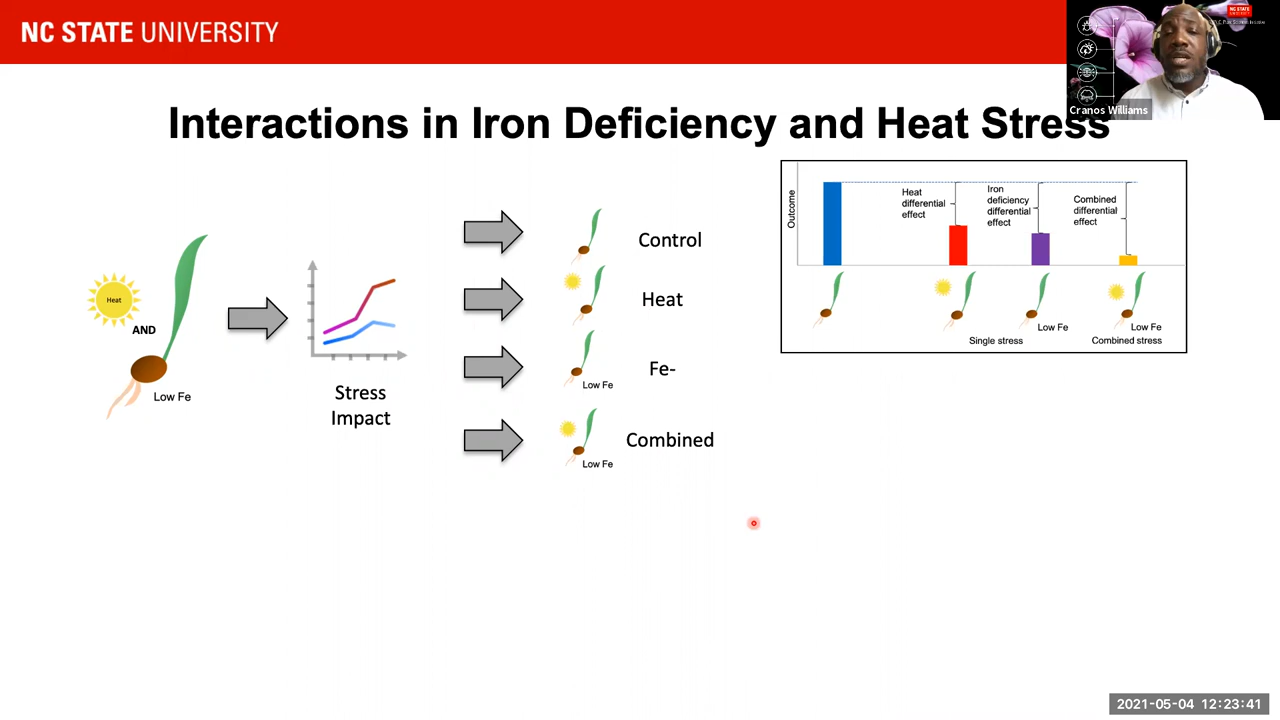 NC STATE UNIVERSITY
Cranos Williams
Interactions in Iron Deficiency and Heat Stress
Heat
AND
Low Fe
Stress
Impact
Control
Heat
Low Fe
Fe-
Low Fe
Combined
Outcome
Heat
differential
effect
Iron
deficiency
differential
effect
Combined
differential
effect
Low Fe
Low Fe
Single stress
Combined stress
2021-05-04 12:23:41